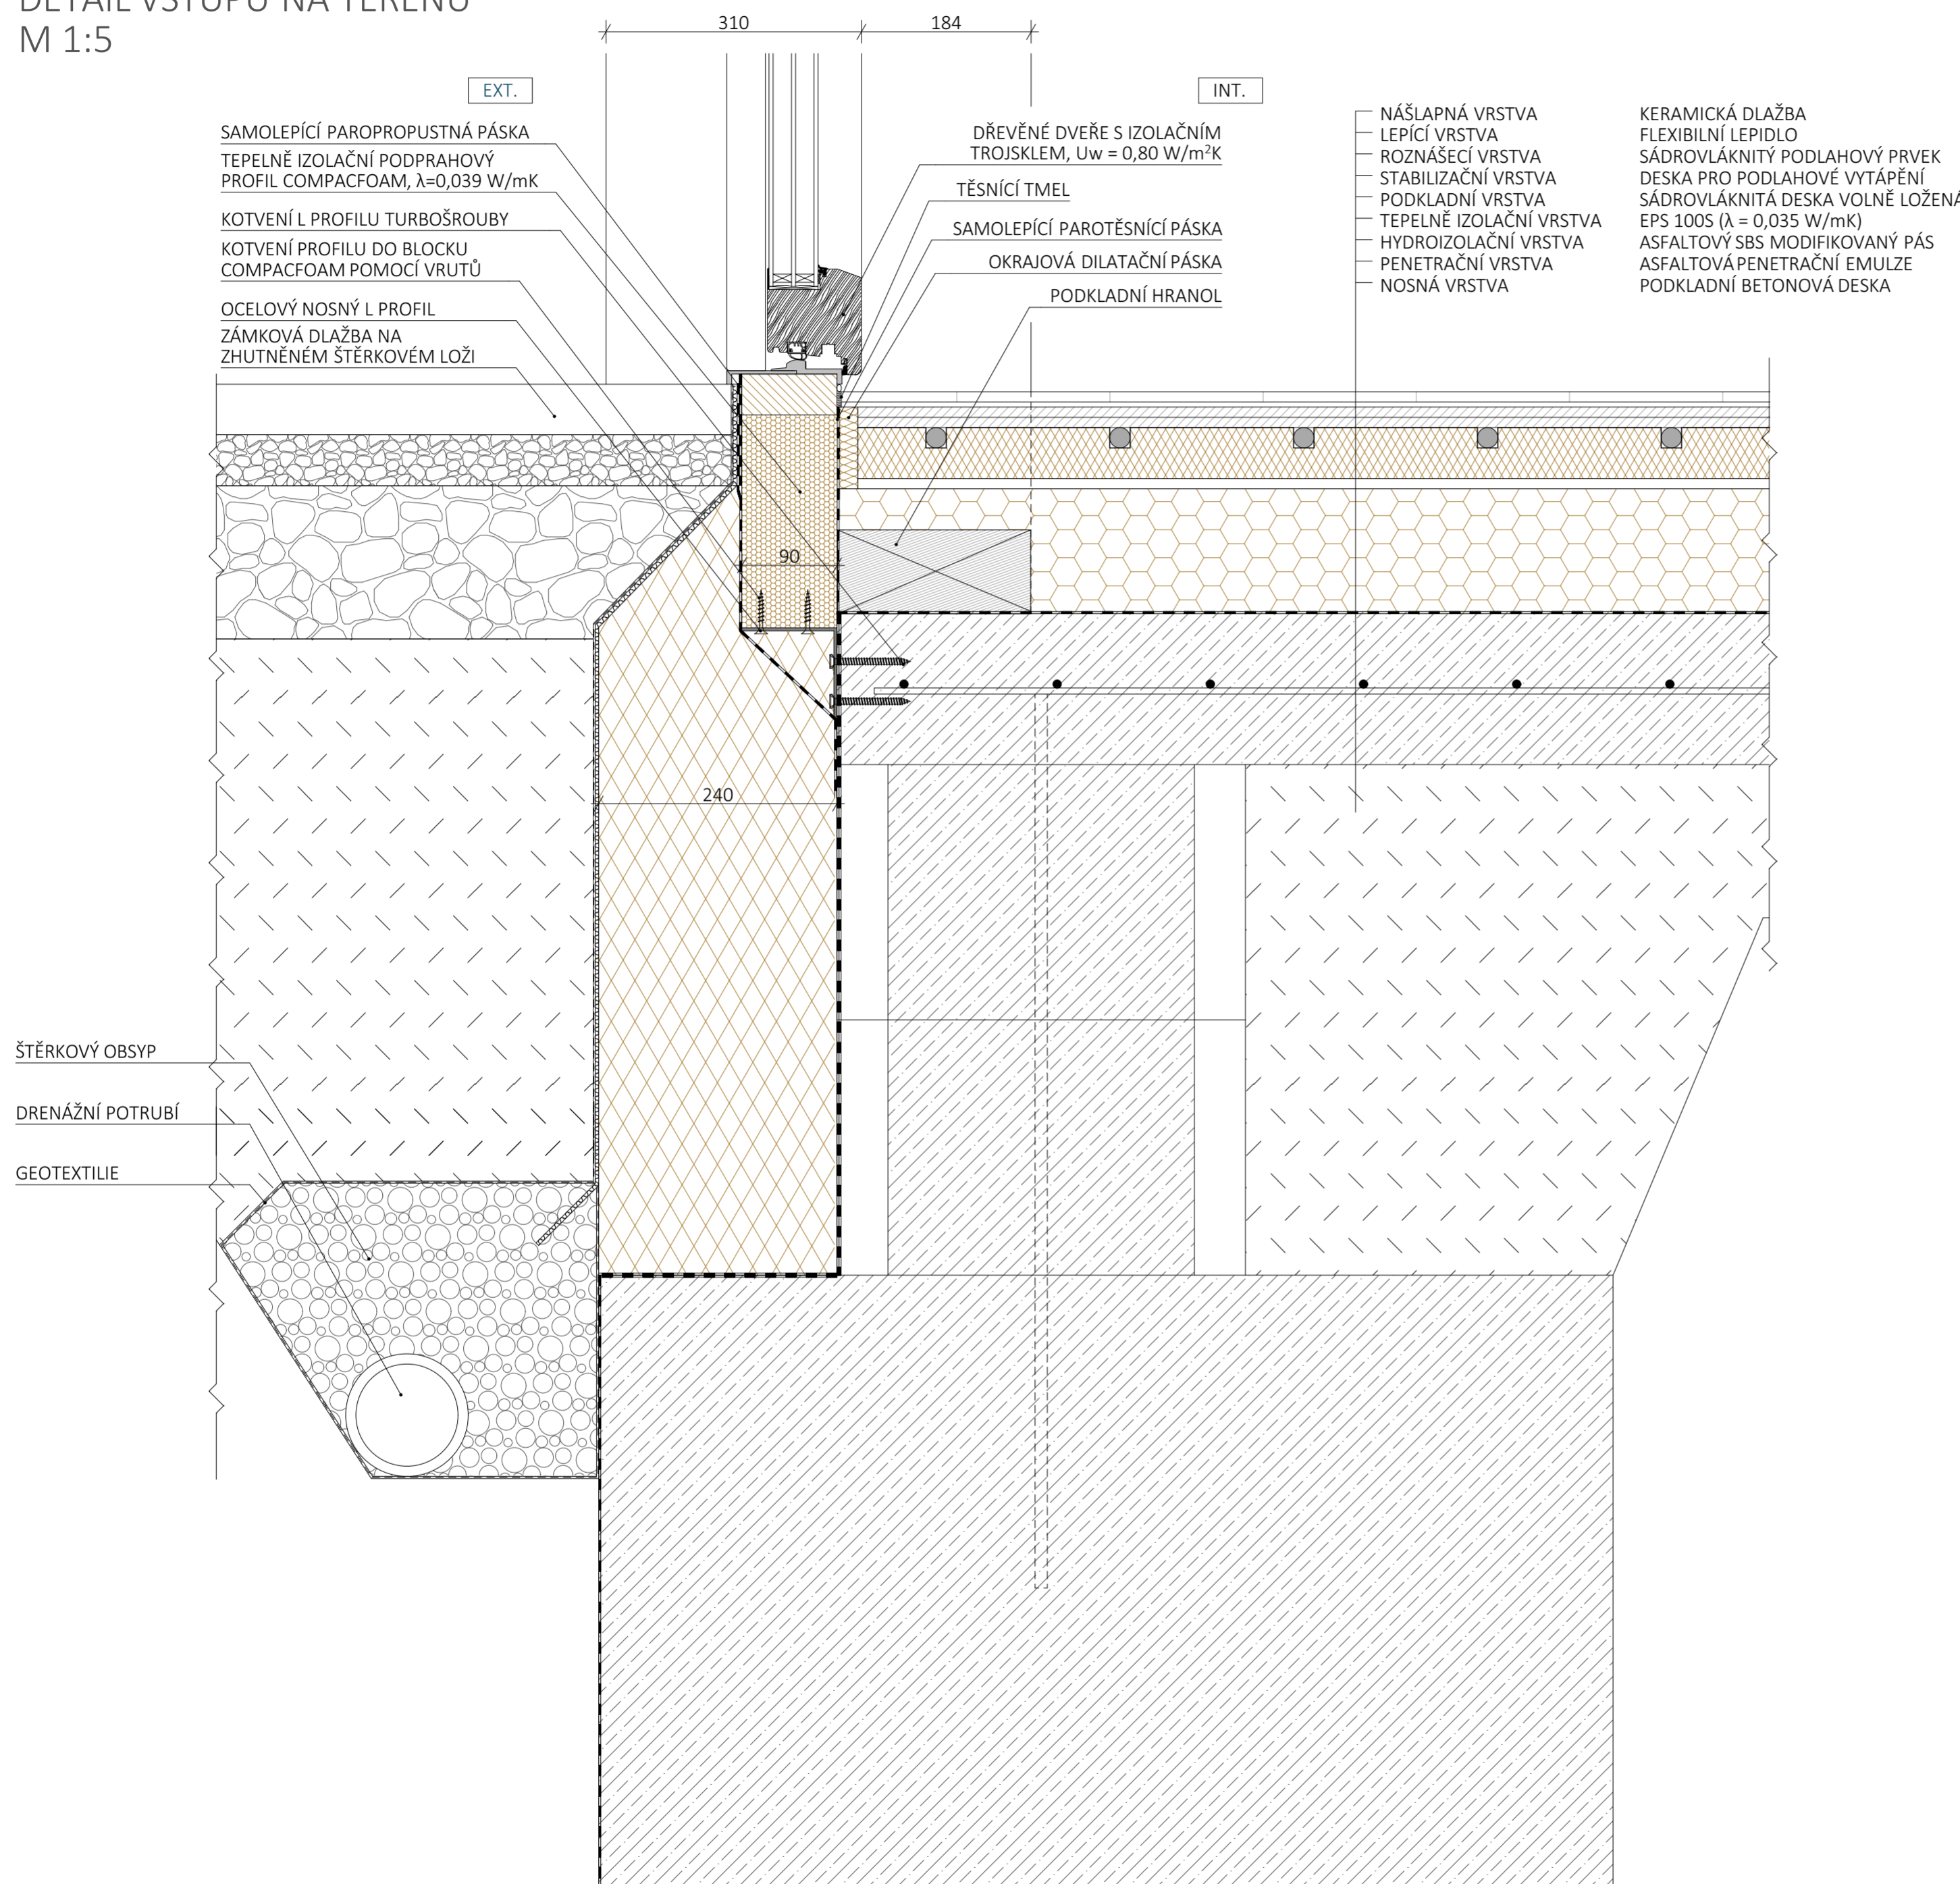 DETAIL VSTUPU NA TERÉNU
M 1:5
310
184
EXT.
INT.
SAMOLEPÍCÍ PAROPROPUSTNÁ PÁSKA
TEPELNĚ IZOLAČNÍ PODPRAHOVÝ
PROFIL COMPACFOAM, λ=0,039 W/mK
KOTVENÍ L PROFILU TURBOŠROUBY
KOTVENÍ PROFILU DO BLOCKU
COMPACFOAM POMOCÍ VRUTŮ
OCELOVÝ NOSNÝ L PROFIL
ZÁMKOVÁ DLAŽBA NA
ZHUTNĚNÉM ŠTĚRKOVÉM LOŽI
DŘEVĚNÉ DVEŘE S IZOLAČNÍM
TROJSKLEM, Uw = 0,80 W/m²K
TĚSNÍCÍ TMEL
SAMOLEPÍCÍ PAROTĚSNÍCÍ PÁSKA
OKRAJOVÁ DILATAČNÍ PÁSKA
PODKLADNÍ HRANOL
NÁŠLAPNÁ VRSTVA KERAMICKÁ DLAŽBA
LEPÍCÍ VRSTVA FLEXIBILNÍ LEPIDLO
ROZNÁŠECÍ VRSTVA SÁDROVLÁKNITÝ PODLAHOVÝ PRVEK
STABILIZAČNÍ VRSTVA DESKA PRO PODLAHOVÉ VYTÁPĚNÍ
PODKLADNÍ VRSTVA SÁDROVLÁKNITÁ DESKA VOLNĚ LOŽENÁ
TEPELNĚ IZOLAČNÍ VRSTVA EPS 100S (λ = 0,035 W/mK)
HYDROIZOLAČNÍ VRSTVA ASFALTOVÝ SBS MODIFIKOVANÝ PÁS
PENETRAČNÍ VRSTVA ASFALTOVÁ PENETRAČNÍ EMULZE
NOSNÁ VRSTVA PODKLADNÍ BETONOVÁ DESKA
90
240
ŠTĚRKOVÝ OBSYP
DRENÁŽNÍ POTRUBÍ
GEOTEXTILIE